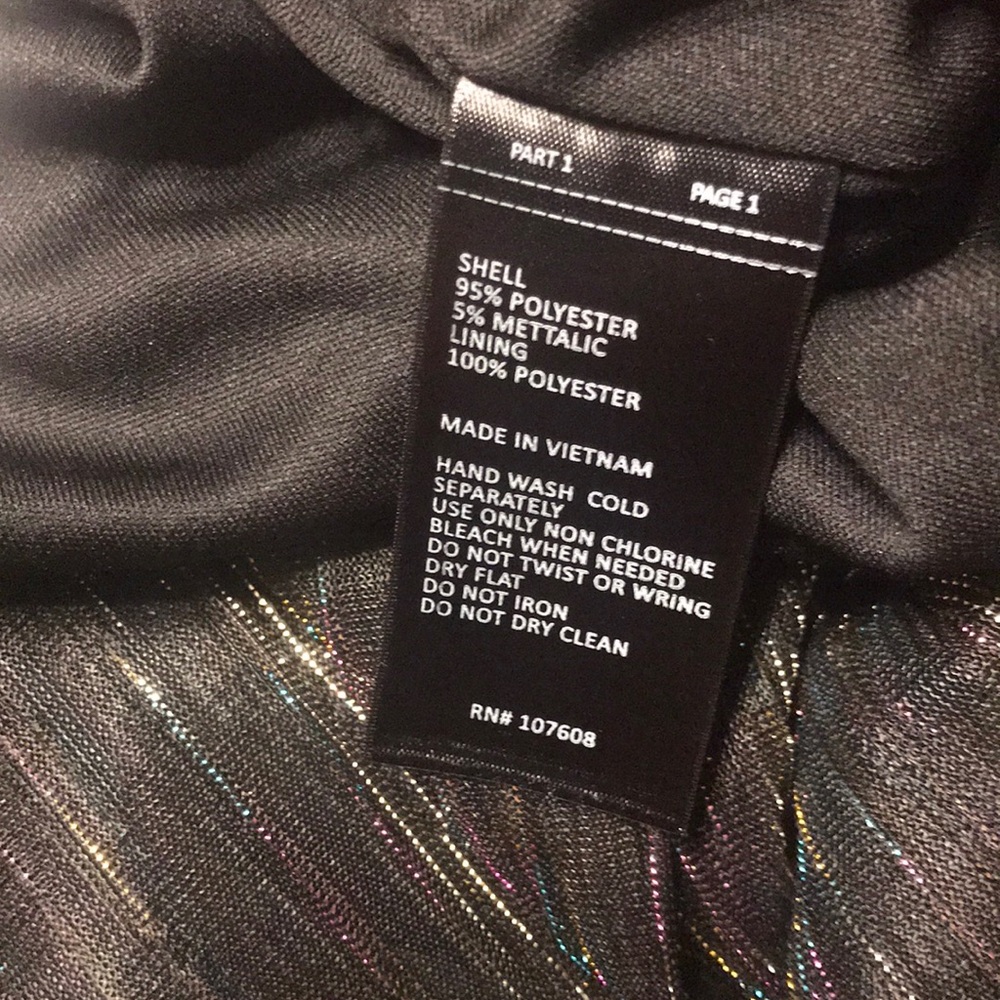 PART 1
PAGE 1
SHELL
95% POLYESTER
5% METTALIC
LINING
100% POLYESTER
MADE IN VIETNAM
HAND WASH COLD
SEPARATELY
USE ONLY NON CHLORINE
BLEACH WHEN NEEDED
DO NOT TWIST OR WRING
DRY FLAT
DO NOT IRON
DO NOT DRY CLEAN
RN# 107608